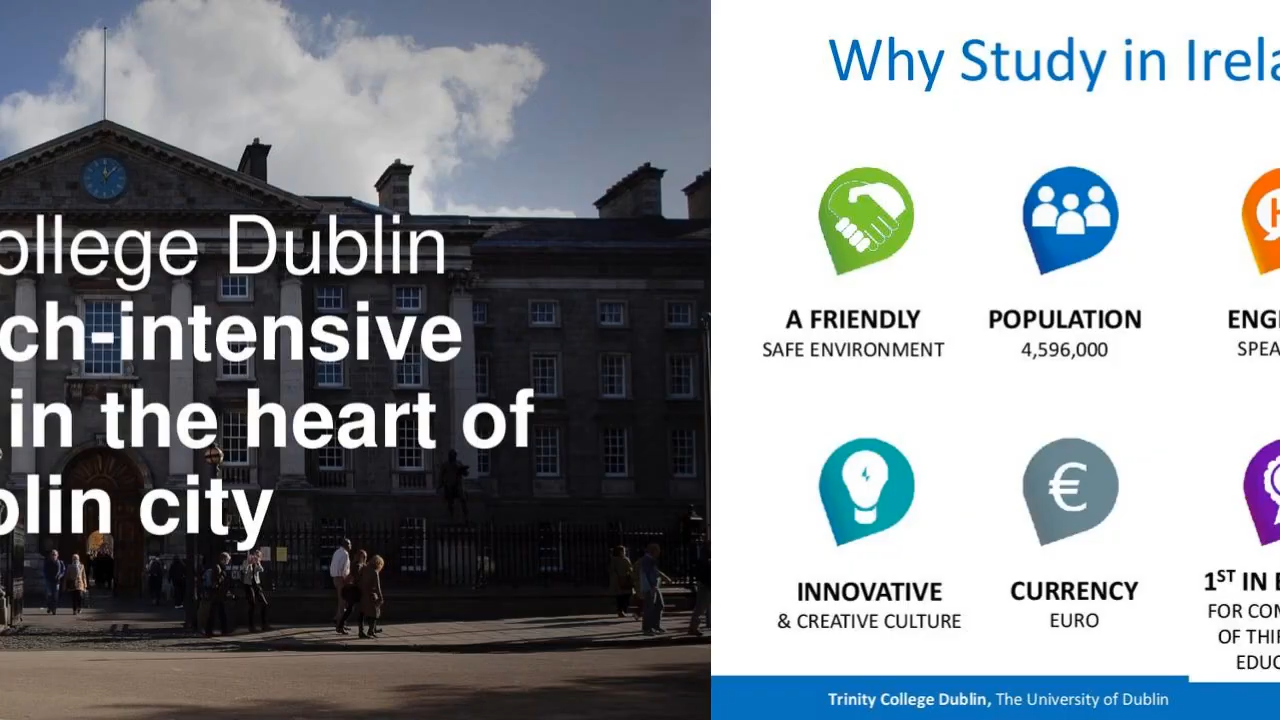 ollege Dublin
ch-intensive
in the heart of
olin city
Why Study in Irela
A FRIENDLY
SAFE ENVIRONMENT
POPULATION
4,596,000
ENG
SPEA
INNOVATIVE
& CREATIVE CULTURE
CURRENCY
€
EURO
1ST IN E
FOR COM
OF THI
EDUC
Trinity College Dublin, The University of Dublin